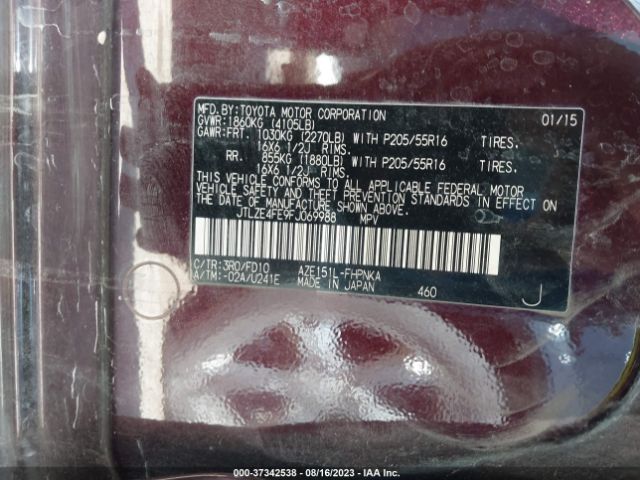 MFD.BY:TOYOTA MOTOR CORPORATION 01/15
GVWR:1860KG (4105LB)
GAWR:FRT. 1030KG (2270LB) WITH P205/55R16 TIRES.
16X6 1/2J RIMS.
RR. 855KG (1880LB) WITH P205/55R16 TIRES.
16X6 1/2J RIMS.
THIS VEHICLE CONFORMS TO ALL APPLICABLE FEDERAL MOTOR
VEHICLE SAFETY AND THEFT PREVENTION STANDARDS IN EFFECT ON
THE DATE OF MANUFACTURE SHOWN ABOVE.
JTLZE4FE9FJ069988 MPV
C/TR:3R0/FD10 AZE151L-FHPNKA
A/TM:-02A/U241E MADE IN JAPAN 460 J
000-37342538 - 08/16/2023 - IAA Inc.